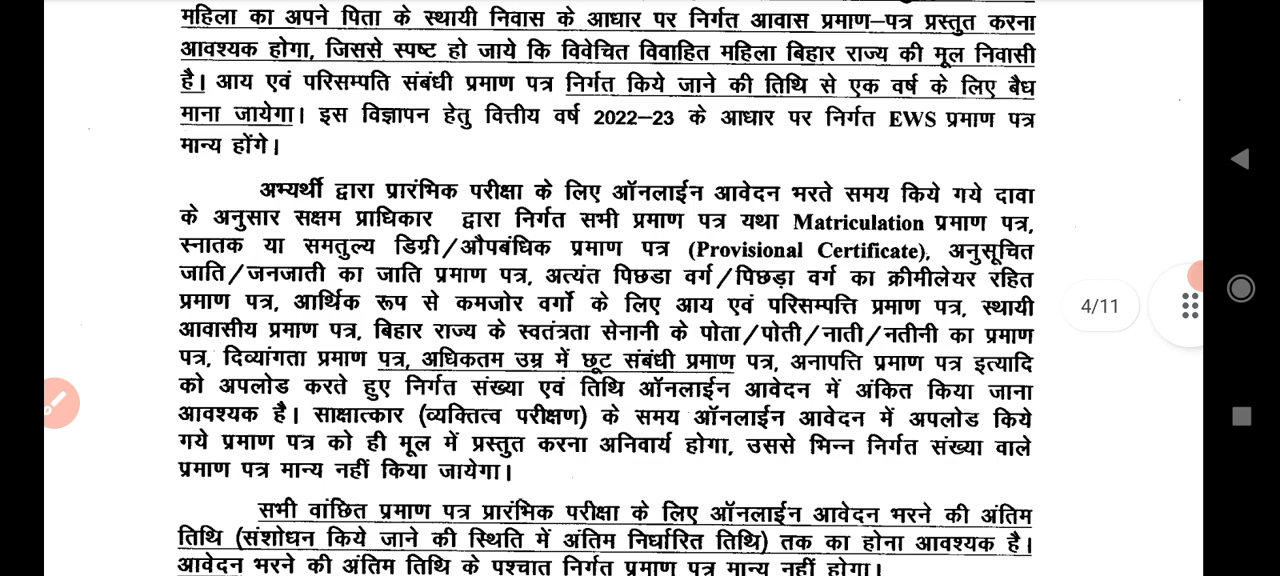 महिला का अपने पिता के स्थायी निवास के आधार पर निर्गत आवास प्रमाण–पत्र प्रस्तुत करना
आवश्यक होगा, जिससे स्पष्ट हो जाये कि विवेचित विवाहित महिला बिहार राज्य की मूल निवासी
है। आय एवं परिसम्पति संबंधी प्रमाण पत्र निर्गत किये जाने की तिथि से एक वर्ष के लिए बैध
माना जायेगा। इस विज्ञापन हेतु वित्तीय वर्ष 2022–23 के आधार पर निर्गत EWS प्रमाण पत्र
मान्य होंगे।
अभ्यर्थी द्वारा प्रारंभिक परीक्षा के लिए ऑनलाईन आवेदन भरते समय किये गये दावा
के अनुसार सक्षम प्राधिकार द्वारा निर्गत सभी प्रमाण पत्र यथा Matriculation प्रमाण पत्र,
स्नातक या समतुल्य डिग्री/औपबंधिक प्रमाण पत्र (Provisional Certificate), अनुसूचित
जाति/जनजाती का जाति प्रमाण पत्र, अत्यंत पिछडा वर्ग/पिछड़ा वर्ग का क्रीमीलेयर रहित
प्रमाण पत्र, आर्थिक रूप से कमजोर वर्गो के लिए आय एवं परिसम्पत्ति प्रमाण पत्र, स्थायी
आवासीय प्रमाण पत्र, बिहार राज्य के स्वतंत्रता सेनानी के पोता/पोती/नाती/नतीनी का प्रमाण
पत्र, दिव्यांगता प्रमाण पत्र, अधिकतम उम्र में छूट संबंधी प्रमाण पत्र, अनापत्ति प्रमाण पत्र इत्यादि
को अपलोड करते हुए निर्गत संख्या एवं तिथि ऑनलाईन आवेदन में अंकित किया जाना
आवश्यक है। साक्षात्कार (व्यक्तित्व परीक्षण) के समय ऑनलाईन आवेदन में अपलोड किये
गये प्रमाण पत्र को ही मूल में प्रस्तुत करना अनिवार्य होगा, उससे भिन्न निर्गत संख्या वाले
प्रमाण पत्र मान्य नहीं किया जायेगा।
सभी वांछित प्रमाण पत्र प्रारंभिक परीक्षा के लिए ऑनलाईन आवेदन भरने की अंतिम
तिथि (संशोधन किये जाने की स्थिति में अंतिम निर्धारित तिथि) तक का होना आवश्यक है।
आवेदन भरने की अंतिम तिथि के पश्चात निर्गत प्रमाण पत्र मान्य नहीं होगा।
4/11